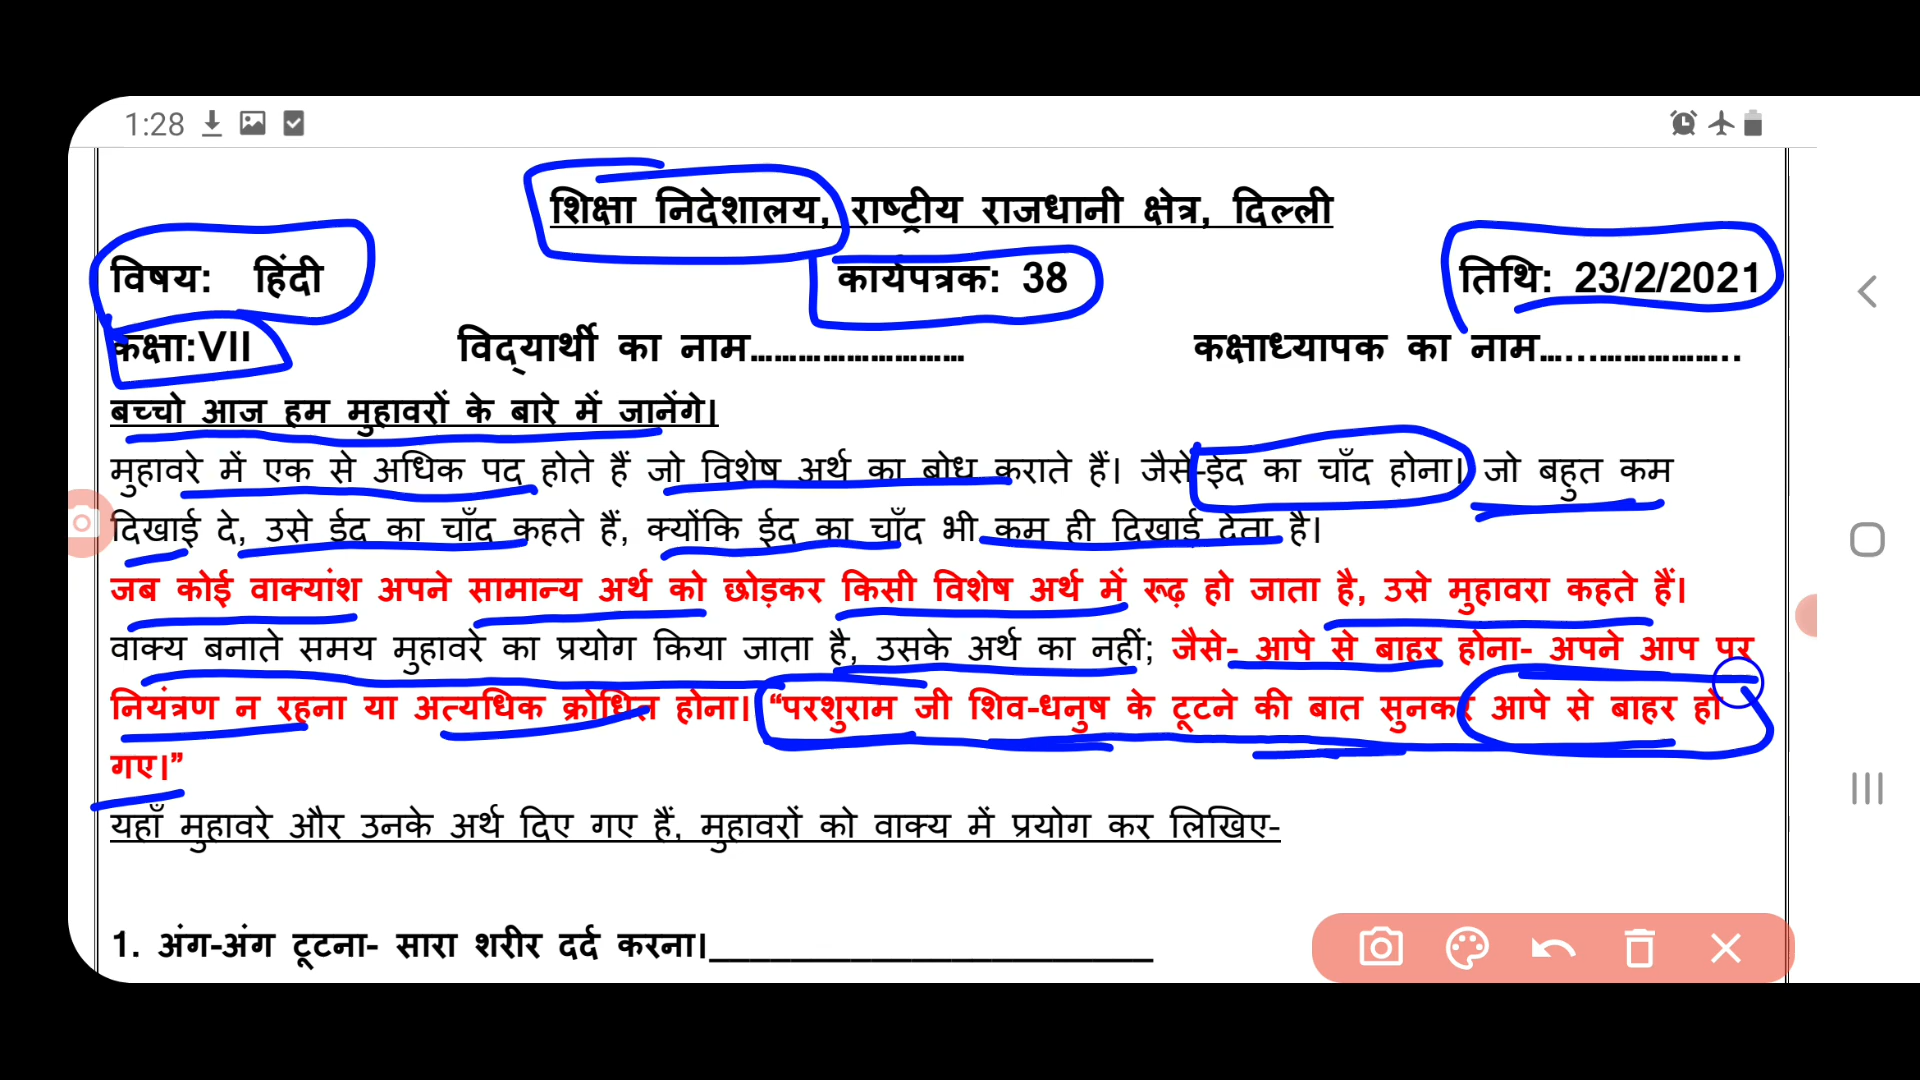 1:28
शिक्षा निदेशालय, राष्ट्रीय राजधानी क्षेत्र, दिल्ली
विषय: हिंदी कार्यपत्रक: 38 तिथि: 23/2/2021
कक्षा:VII विद्यार्थी का नाम........................... कक्षाध्यापक का नाम.........................
बच्चो आज हम मुहावरों के बारे में जानेंगे।
मुहावरे में एक से अधिक पद होते हैं जो विशेष अर्थ का बोध कराते हैं। जैसे-ईद का चाँद होना। जो बहुत कम
दिखाई दे, उसे ईद का चाँद कहते हैं, क्योंकि ईद का चाँद भी कम ही दिखाई देता है।
जब कोई वाक्यांश अपने सामान्य अर्थ को छोड़कर किसी विशेष अर्थ में रूढ़ हो जाता है, उसे मुहावरा कहते हैं।
वाक्य बनाते समय मुहावरे का प्रयोग किया जाता है, उसके अर्थ का नहीं; जैसे- आपे से बाहर होना- अपने आप पर
नियंत्रण न रहना या अत्यधिक क्रोधित होना। “परशुराम जी शिव-धनुष के टूटने की बात सुनकर आपे से बाहर हो
गए।”
यहाँ मुहावरे और उनके अर्थ दिए गए हैं, मुहावरों को वाक्य में प्रयोग कर लिखिए-
1. अंग-अंग टूटना- सारा शरीर दर्द करना।______________________